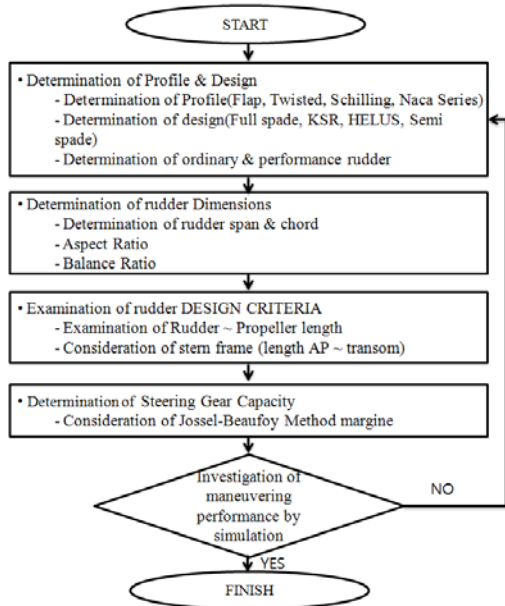 START
• Determination of Profile & Design
- Determination of Profile(Flap, Twisted, Schilling, Naca Series)
- Determination of design(Full spade, KSR, HELUS, Semi
spade)
- Determination of ordinary & performance rudder
• Determination of rudder Dimensions
- Determination of rudder span & chord
- Aspect Ratio
- Balance Ratio
• Examination of rudder DESIGN CRITERIA
- Examination of Rudder ~ Propeller length
- Consideration of stern frame (length AP ~ transom)
• Determination of Steering Gear Capacity
- Consideration of Jossel-Beaufoy Method margine
Investigation of
maneuvering
performance by
simulation
NO
YES
FINISH